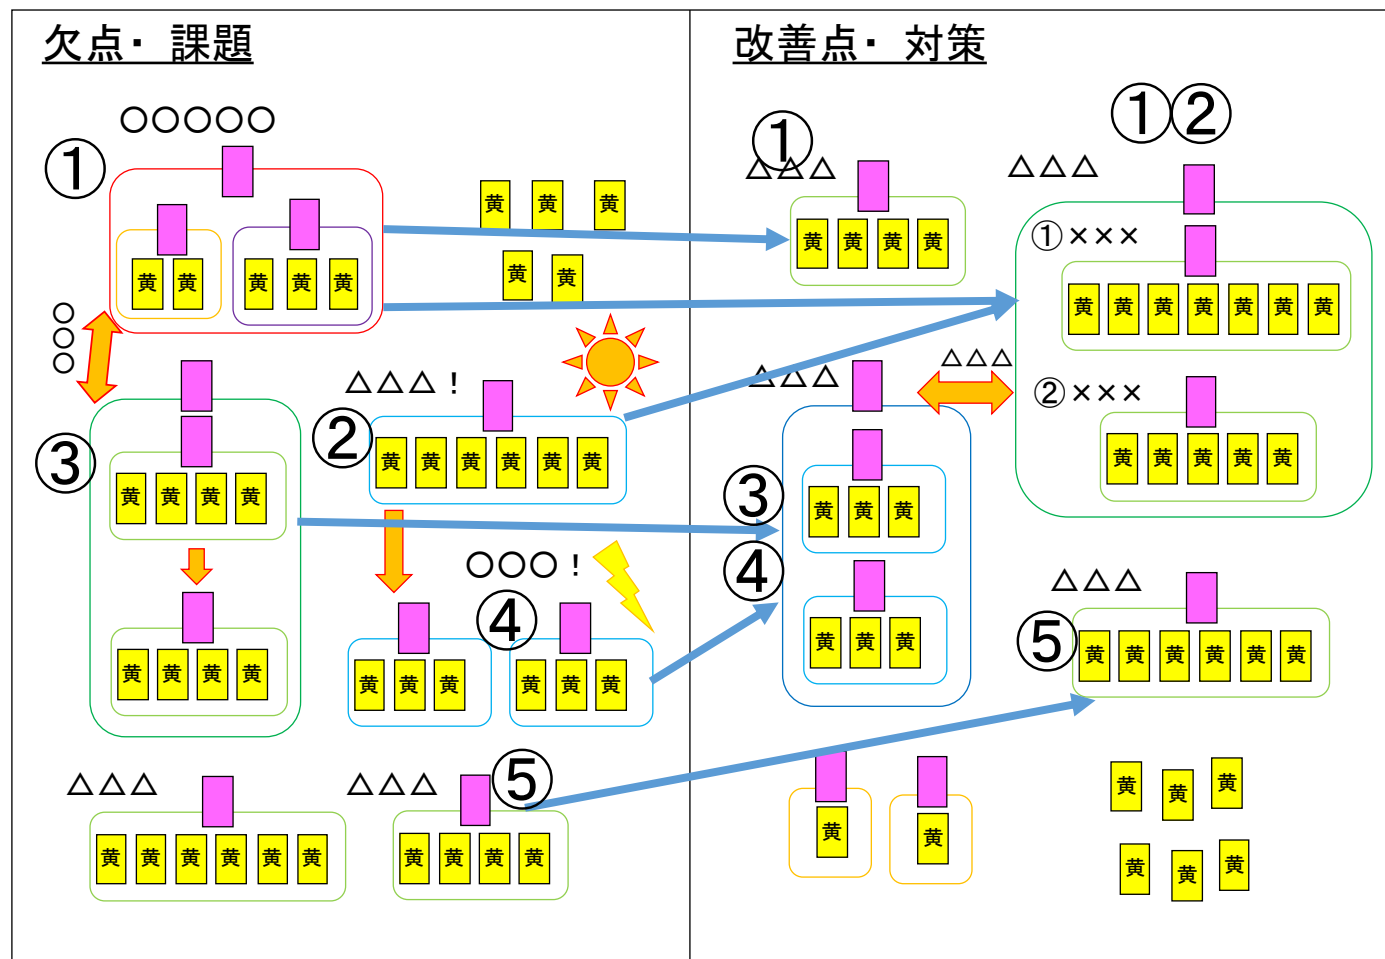 欠点・課題
〇〇〇〇〇
①
黄 黄 黄 黄 黄
黄 黄 黄
黄 黄
〇〇〇
③
黄 黄 黄 黄
黄 黄 黄 黄
△△△！
②
黄 黄 黄 黄 黄 黄
〇〇〇！
④
黄 黄 黄
黄 黄 黄
△△△
黄 黄 黄 黄 黄 黄
△△△
⑤
黄 黄 黄 黄
改善点・対策
①
△△△
黄 黄 黄 黄
①②
△△△
①×××
黄 黄 黄 黄 黄 黄 黄
②×××
黄 黄 黄 黄 黄
△△△
△△△
③
黄 黄 黄
④
黄 黄 黄
△△△
⑤
黄 黄 黄 黄 黄 黄
黄 黄
黄 黄 黄
黄 黄 黄